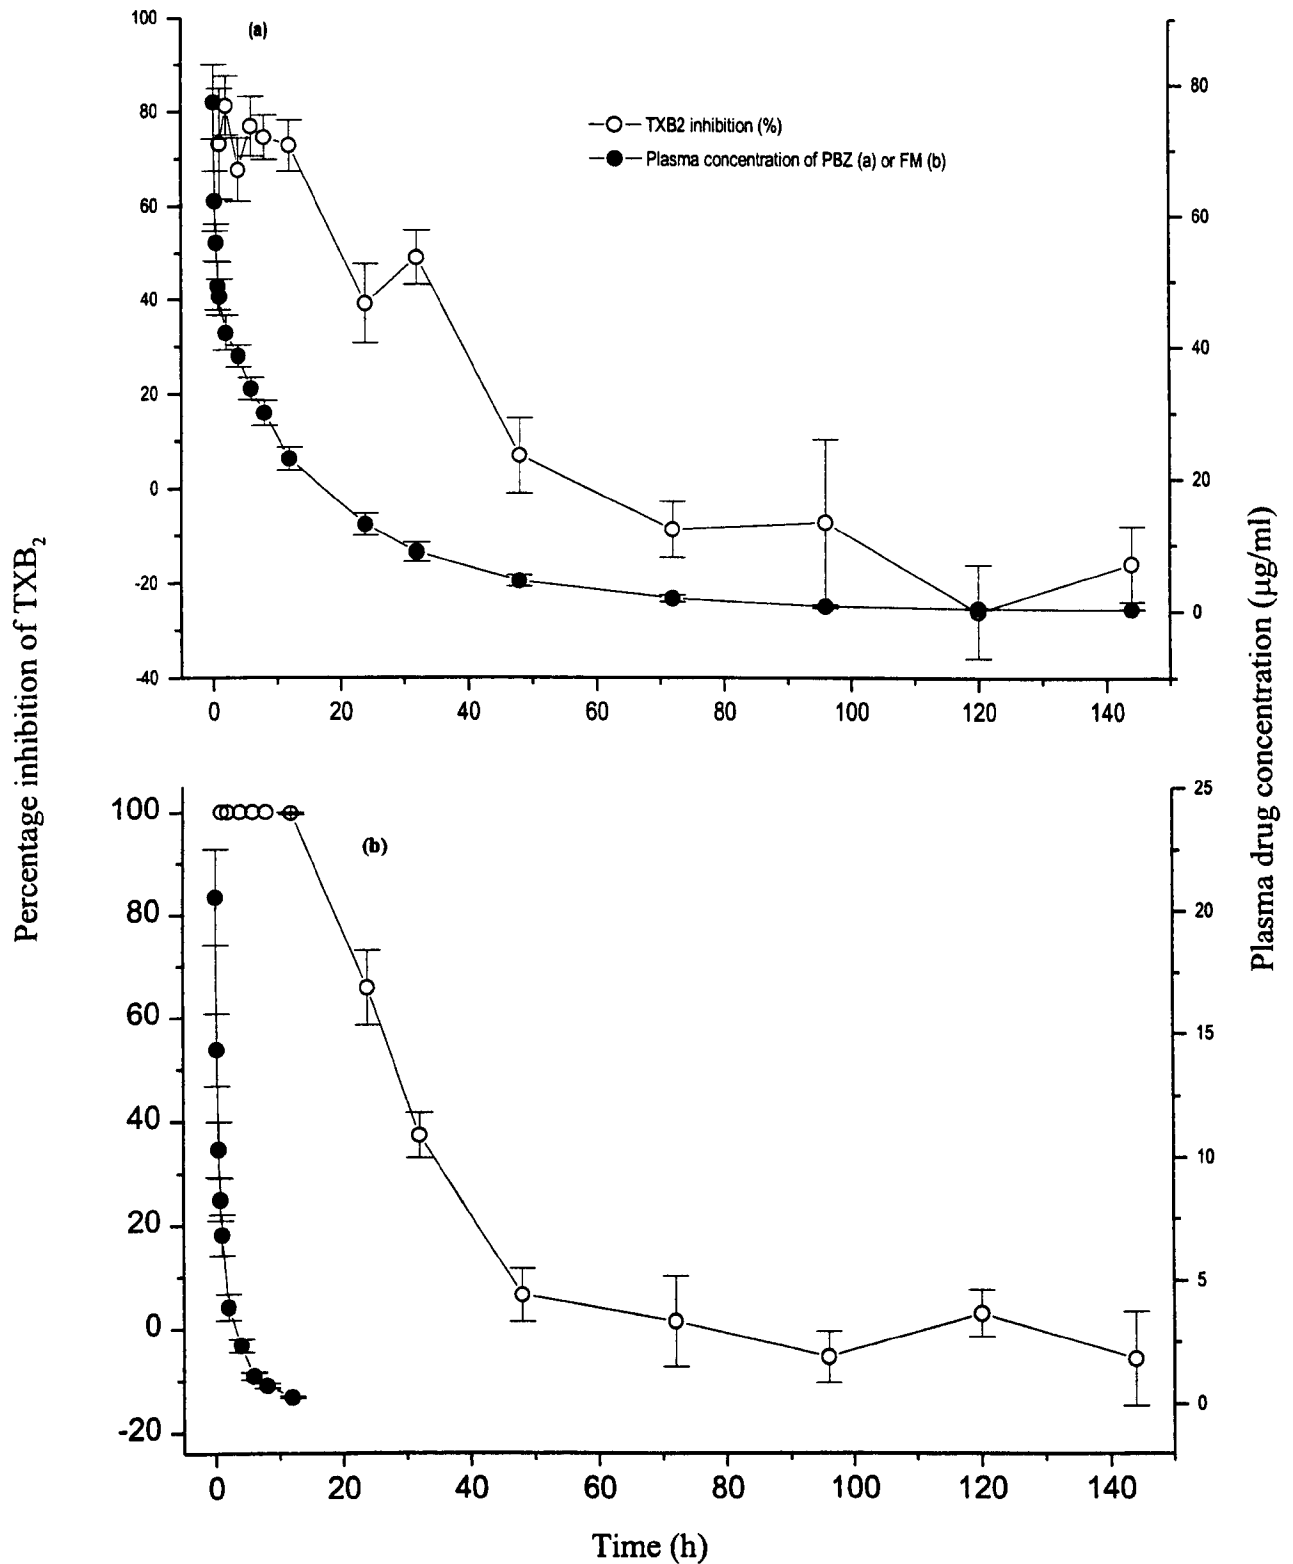 (a)
100
80
60
40
20
0
-20
-40
TXB2 inhibition (%)
Plasma concentration of PBZ (a) or FM (b)
80
60
40
20
0
0 20 40 60 80 100 120 140
Percentage inhibition of TXB2
Plasma drug concentration (µg/ml)
(b)
100
80
60
40
20
0
-20
25
20
15
10
5
0
0 20 40 60 80 100 120 140
Time (h)